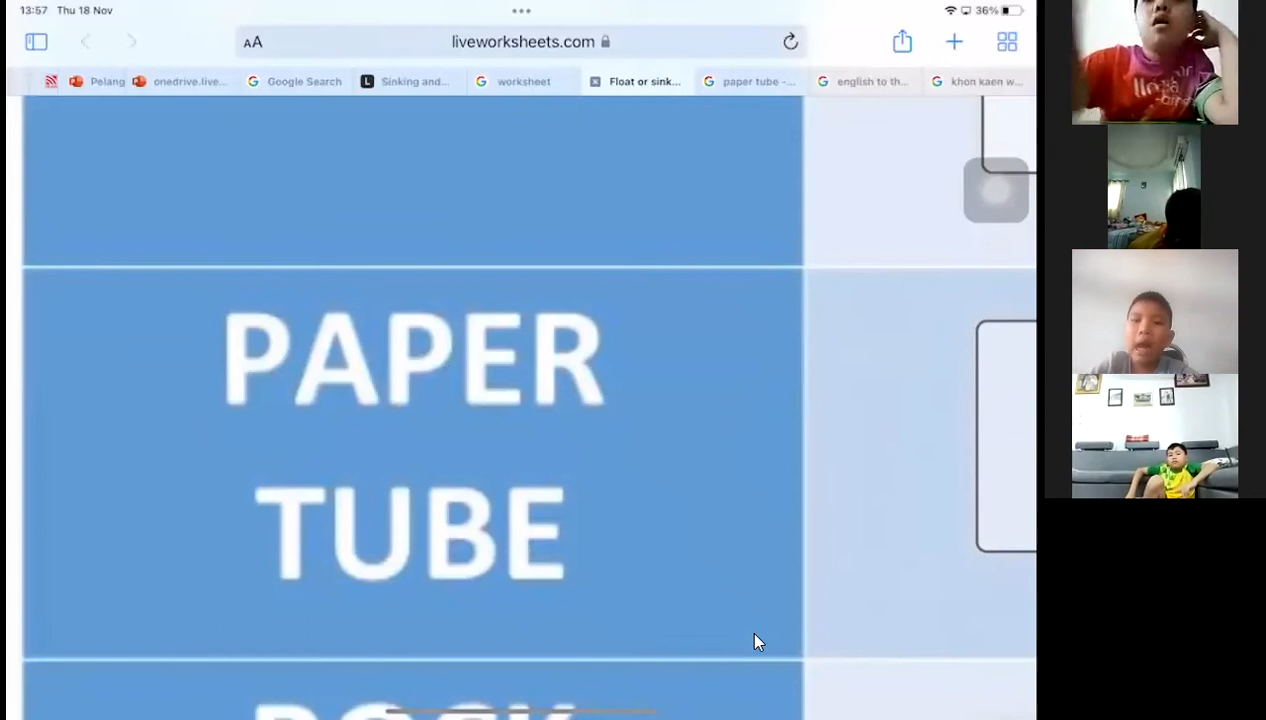 13:57 Thu 18 Nov
36%
AA liveworksheets.com
Pelang onedrive.live... Google Search Sinking and... worksheet Float or sink... paper tube -... english to th... khon kaen w...
PAPER
TUBE
ROCK